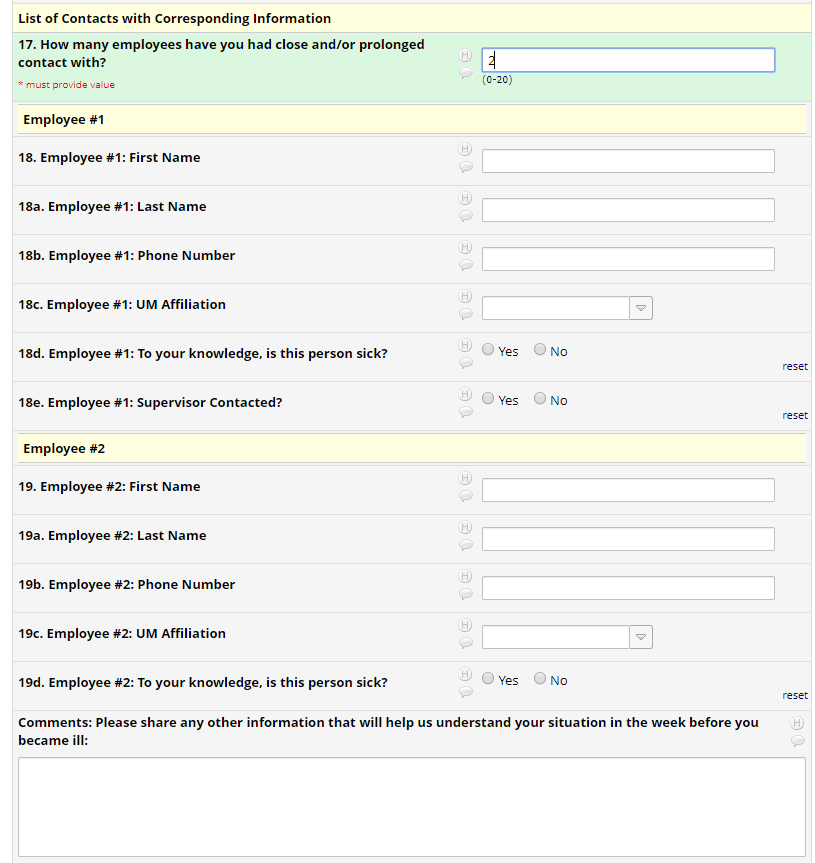 List of Contacts with Corresponding Information
17. How many employees have you had close and/or prolonged
contact with?
* must provide value
H
2
(0-20)
Employee #1
18. Employee #1: First Name
H
18a. Employee #1: Last Name
H
18b. Employee #1: Phone Number
H
18c. Employee #1: UM Affiliation
H
18d. Employee #1: To your knowledge, is this person sick?
H
Yes No
reset
18e. Employee #1: Supervisor Contacted?
H
Yes No
reset
Employee #2
19. Employee #2: First Name
H
19a. Employee #2: Last Name
H
19b. Employee #2: Phone Number
H
19c. Employee #2: UM Affiliation
H
19d. Employee #2: To your knowledge, is this person sick?
H
Yes No
reset
Comments: Please share any other information that will help us understand your situation in the week before you
became ill:
H